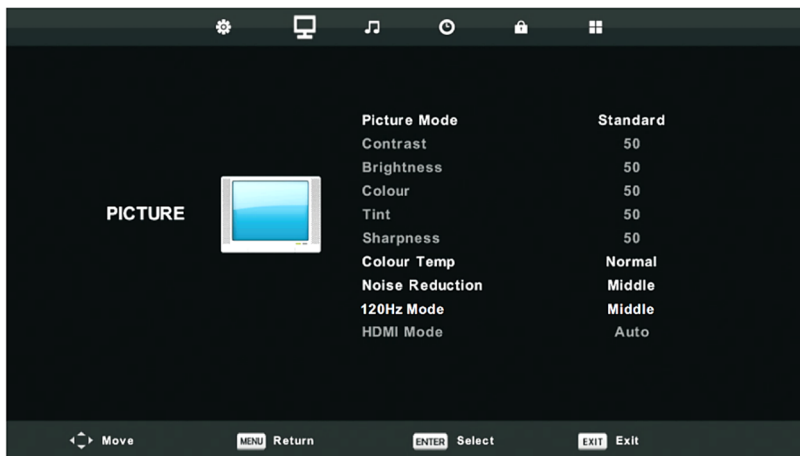 Picture Mode Standard
Contrast 50
Brightness 50
Colour 50
PICTURE
Tint 50
Sharpness 50
Colour Temp Normal
Noise Reduction Middle
120Hz Mode Middle
HDMI Mode Auto
Move MENU Return ENTER Select EXIT Exit